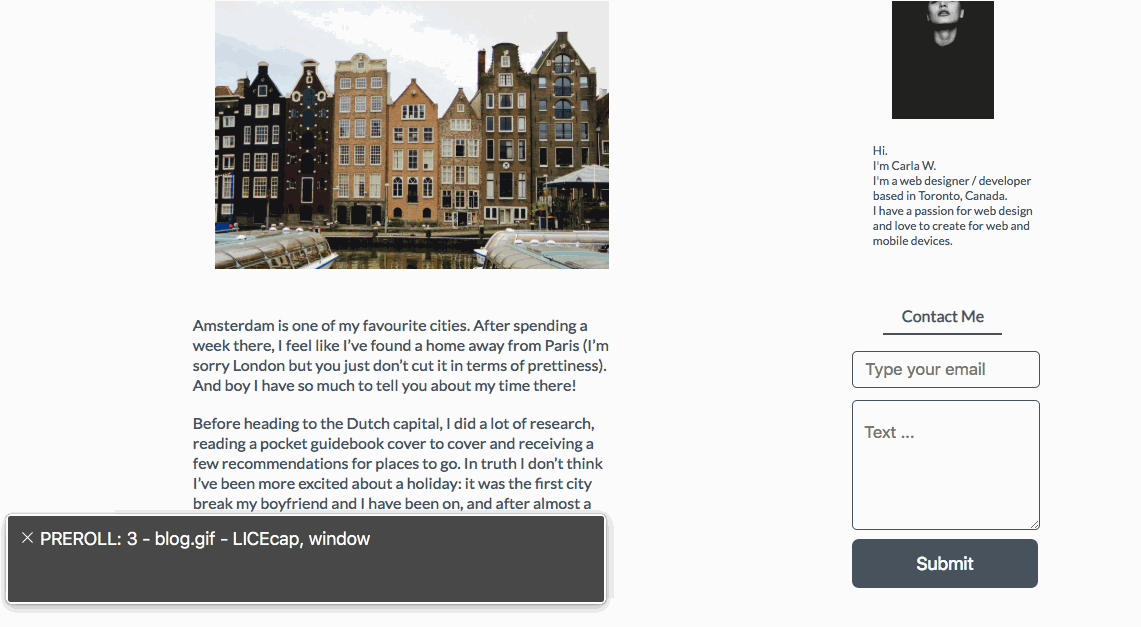 Hi.
I'm Carla W.
I'm a web designer / developer
based in Toronto, Canada.
I have a passion for web design
and love to create for web and
mobile devices.
Amsterdam is one of my favourite cities. After spending a
week there, I feel like I’ve found a home away from Paris (I’m
sorry London but you just don’t cut it in terms of prettiness).
And boy I have so much to tell you about my time there!
Before heading to the Dutch capital, I did a lot of research,
reading a pocket guidebook cover to cover and receiving a
few recommendations for places to go. In truth I don’t think
I’ve been more excited about a holiday: it was the first city
break my boyfriend and I have been on, and after almost a
Contact Me
Type your email
Text ...
Submit
PREROLL: 3 - blog.gif - LICEcap, window